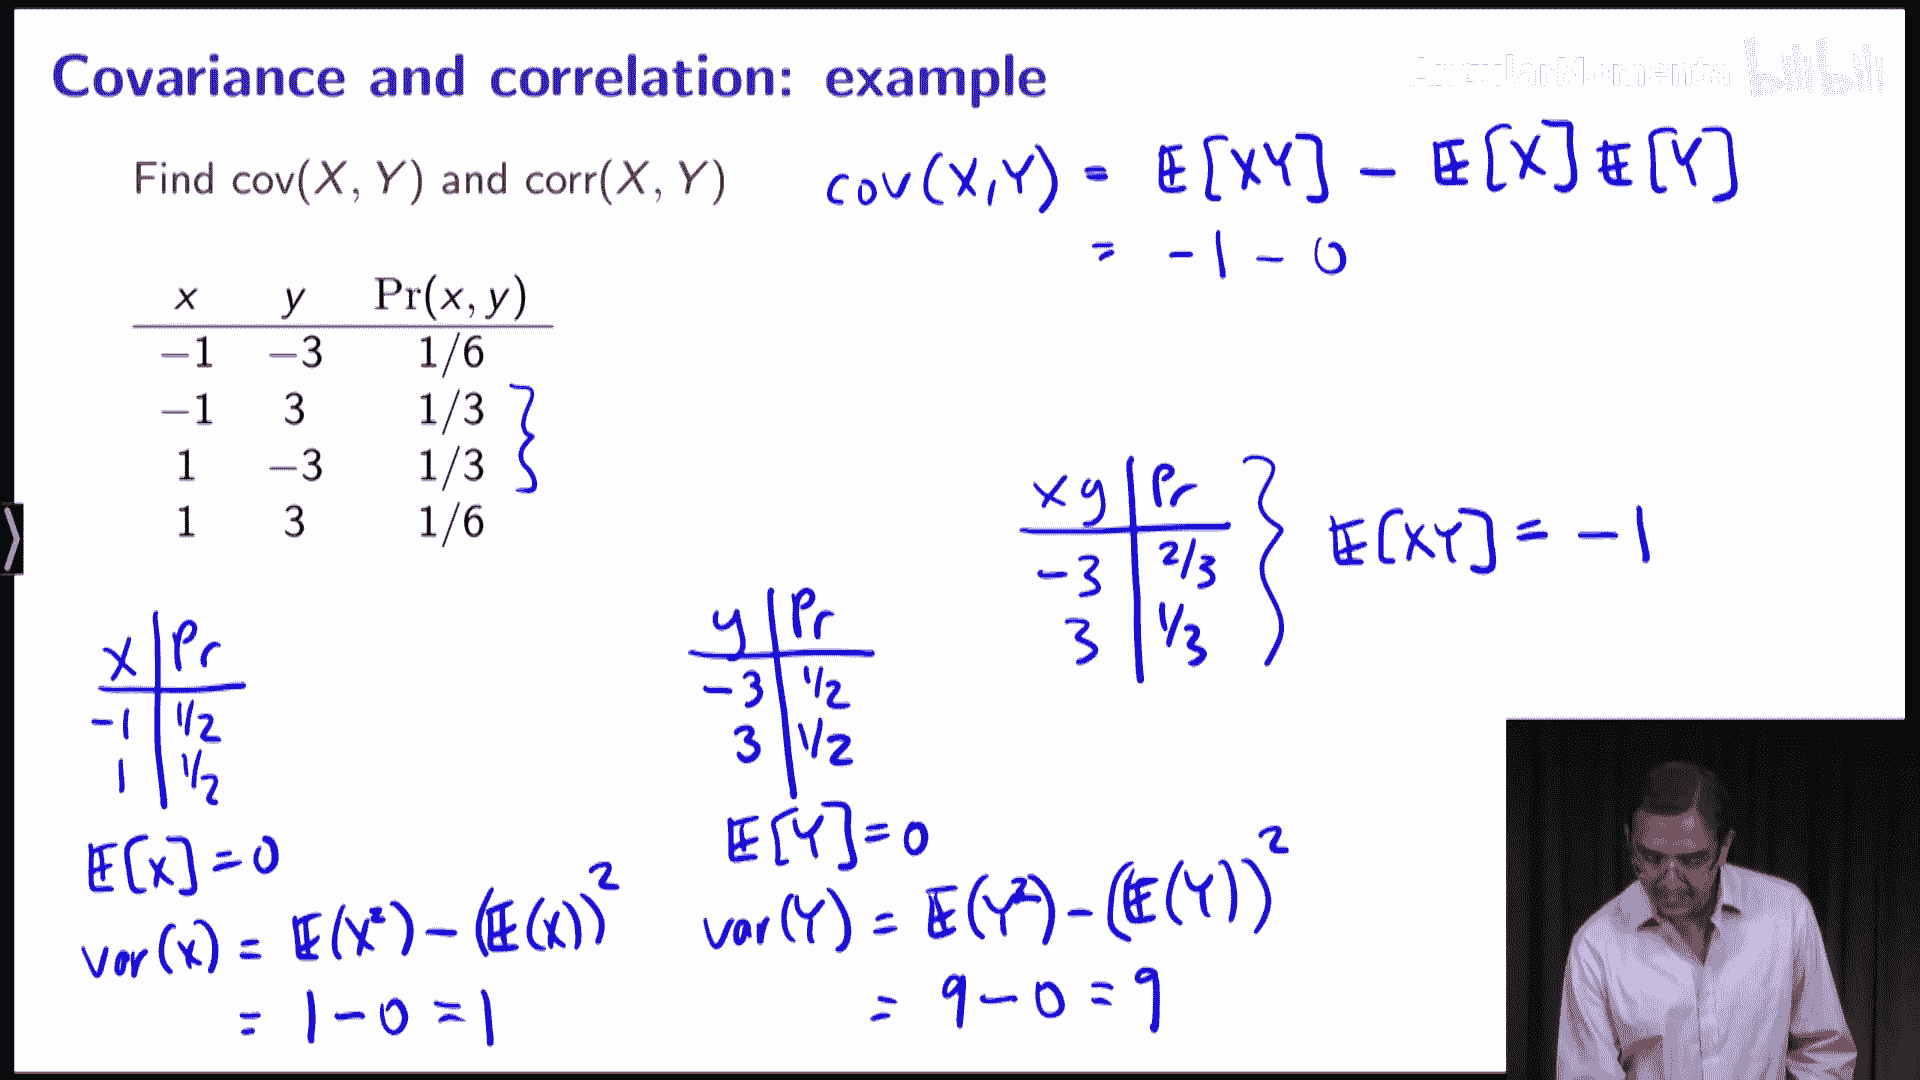 Covariance and correlation: example
bilibili
Find cov(X, Y) and corr(X, Y)
cov(X,Y) = E[XY] - E[X] E[Y]
= -1 - 0
x y Pr(x, y)
−1 −3 1/6
−1 3 1/3
1 −3 1/3
1 3 1/6
xy Pr
-3 2/3
3 1/3
E[XY] = -1
x Pr
-1 1/2
1 1/2
E[x] = 0
var(x) = E(X²) - (E(x))²
= 1 - 0 = 1
y Pr
-3 1/2
3 1/2
E[Y] = 0
var(Y) = E(Y²) - (E(Y))²
= 9 - 0 = 9